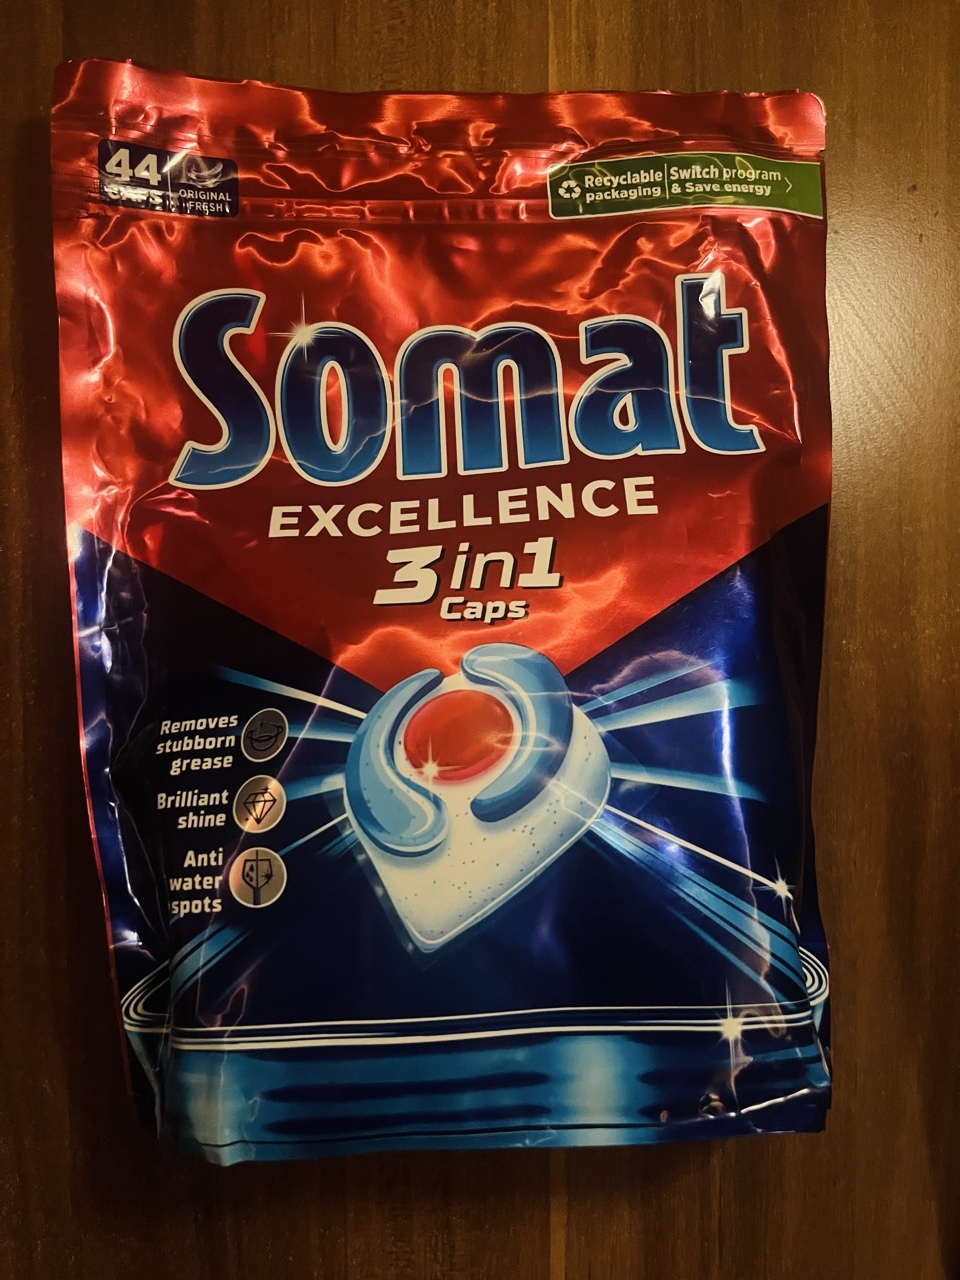 44
CAPS
ORIGINAL
FRESH
Recyclable
packaging
Switch program
& Save energy
Somat
EXCELLENCE
3in1
Caps
Removes
stubborn
grease
Brilliant
shine
Anti
water
spots